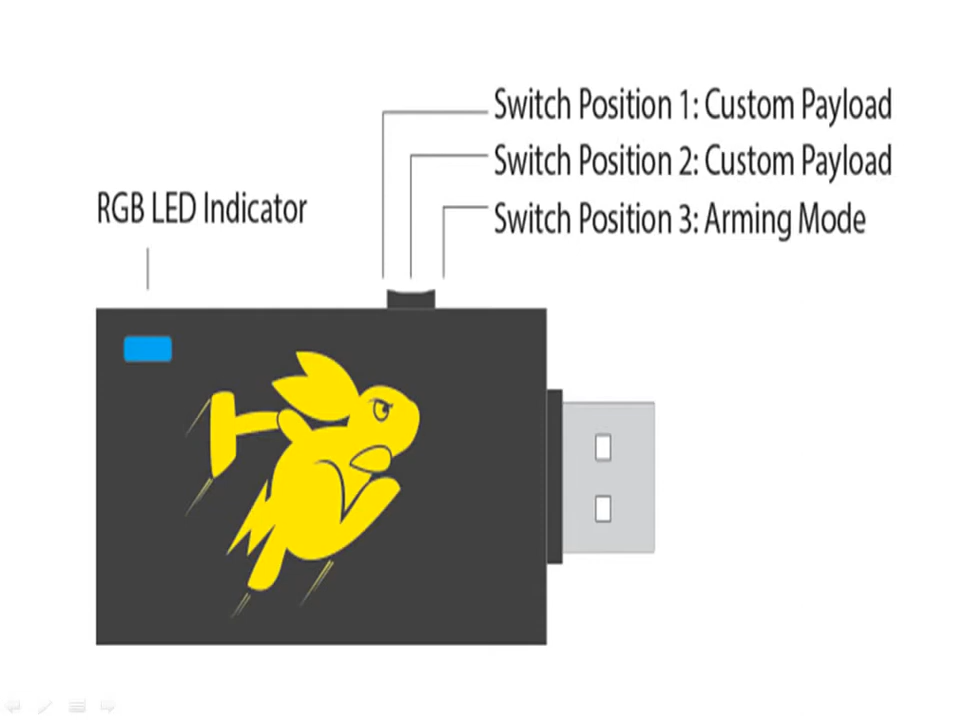 Switch Position 1: Custom Payload
Switch Position 2: Custom Payload
Switch Position 3: Arming Mode
RGB LED Indicator